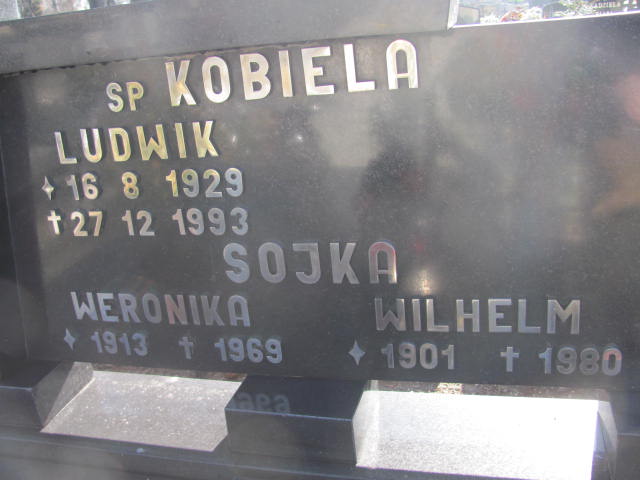 SP KOBIELA
LUDWIK
16 8 1929
✝ 27 12 1993
SOJKA
WERONIKA WILHELM
1913 ✝ 1969 1901 ✝ 1980